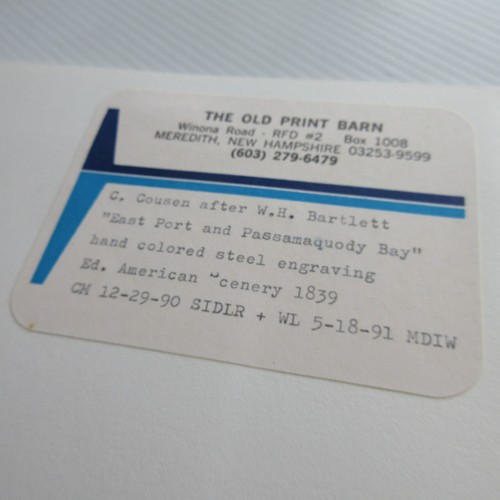 THE OLD PRINT BARN
Winona Road - RFD #2 Box 1008
MEREDITH, NEW HAMPSHIRE 03253-9599
(603) 279-6479
C. Cousen after W.H. Bartlett
"East Port and Passamaquody Bay"
hand colored steel engraving
Ed. American Scenery 1839
CH 12-29-90 SIDLR + WL 5-18-91 MDIW